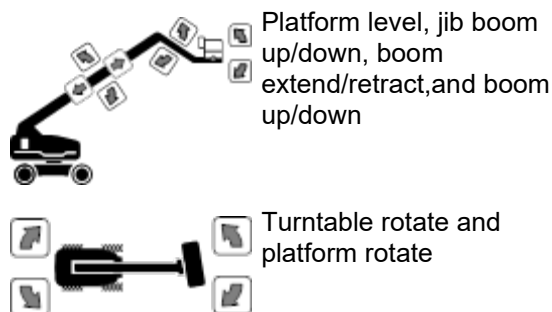 Platform level, jib boom
up/down, boom
extend/retract,and boom
up/down
Turntable rotate and
platform rotate